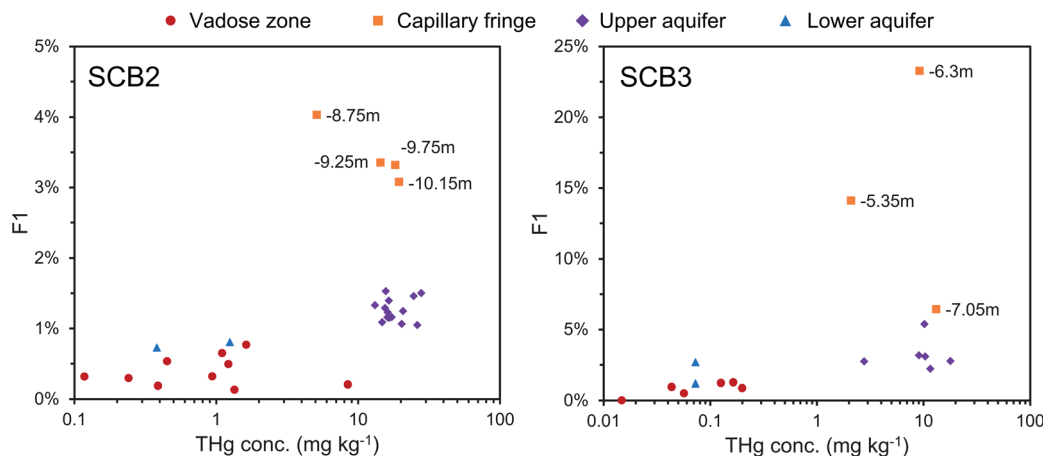 Vadose zone Capillary fringe Upper aquifer Lower aquifer
SCB2
5%
4%
3%
2%
1%
0%
F1
-8.75m
-9.75m
-9.25m
-10.15m
0.1 1 10 100
THg conc. (mg kg⁻¹)
SCB3
25%
20%
15%
10%
5%
0%
F1
-6.3m
-5.35m
-7.05m
0.01 0.1 1 10 100
THg conc. (mg kg⁻¹)